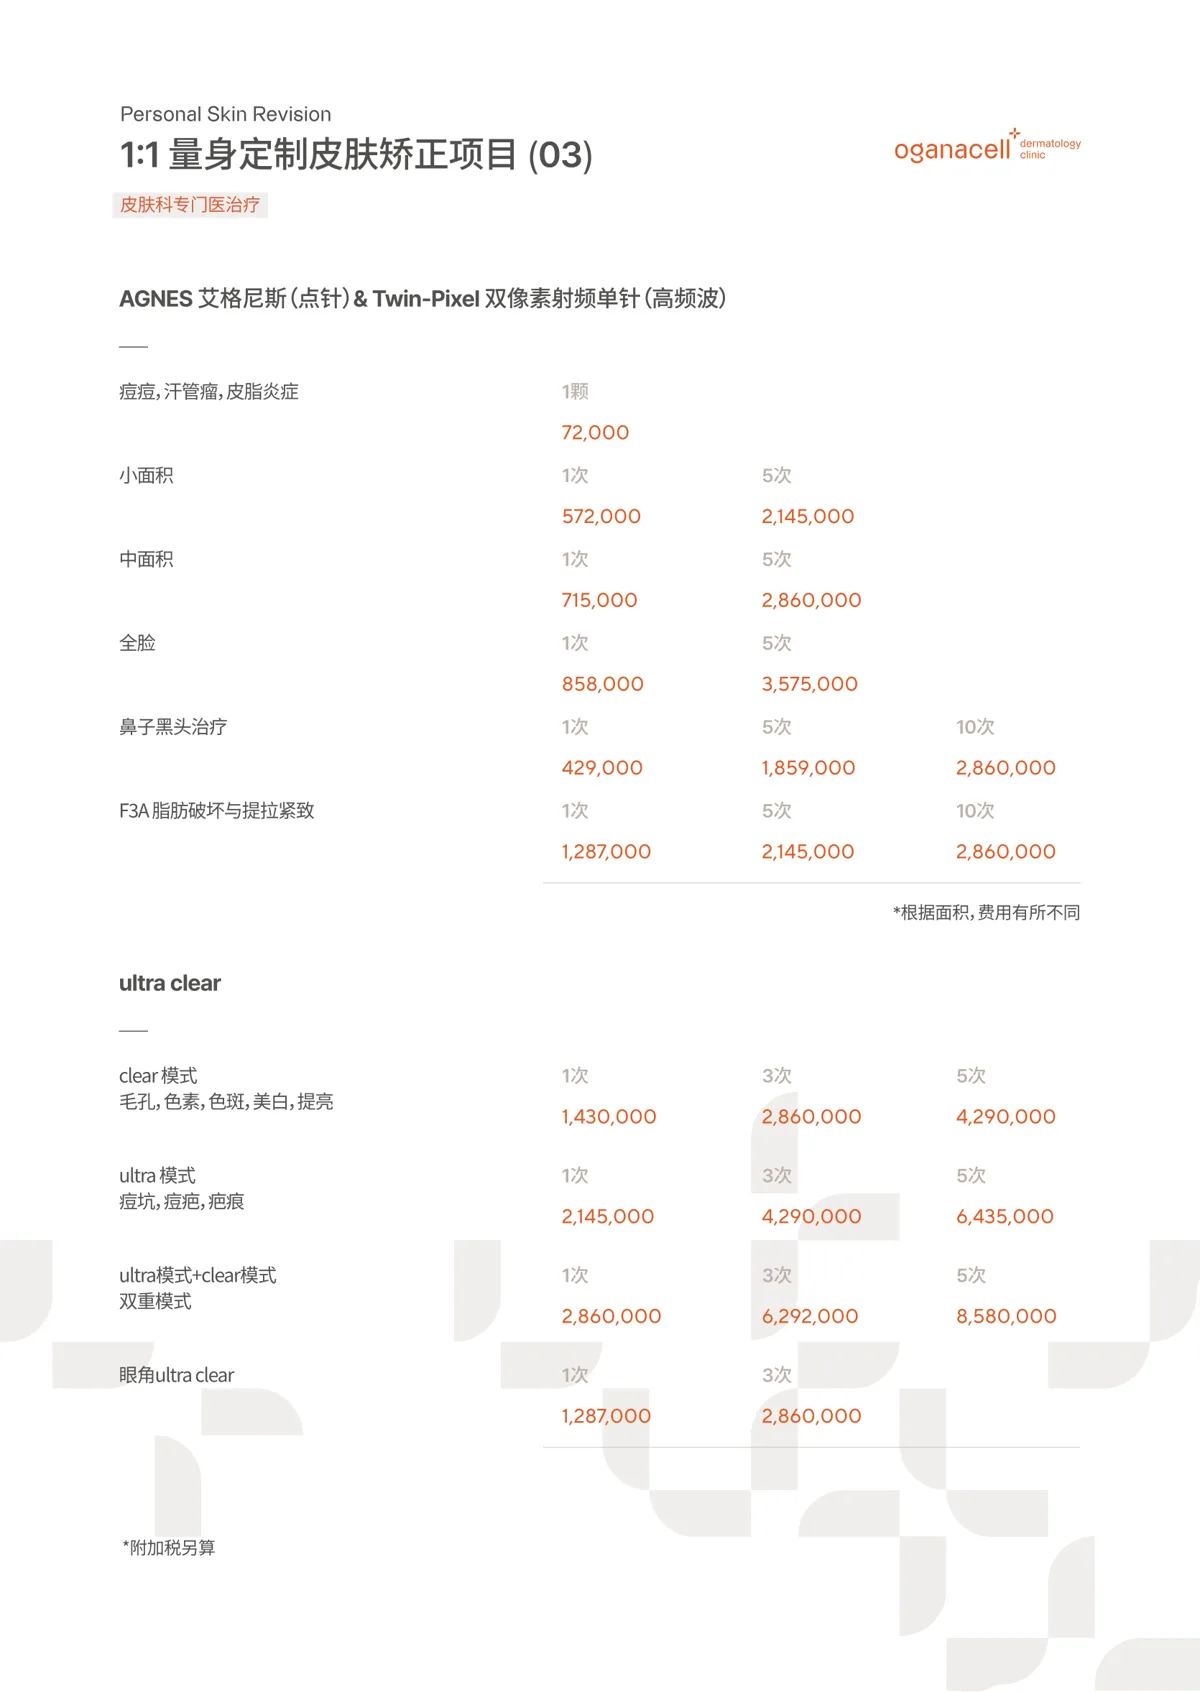 Personal Skin Revision
1:1 量身定制皮肤矫正项目 (03)
oganacell dermatology clinic
皮肤科专门医治疗
AGNES 艾格尼斯（点针）& Twin-Pixel 双像素射频单针（高频波）
痘痘, 汗管瘤, 皮脂炎症 1颗
72,000
小面积 1次 5次
572,000 2,145,000
中面积 1次 5次
715,000 2,860,000
全脸 1次 5次
858,000 3,575,000
鼻子黑头治疗 1次 5次 10次
429,000 1,859,000 2,860,000
F3A 脂肪破坏与提拉紧致 1次 5次 10次
1,287,000 2,145,000 2,860,000
*根据面积, 费用有所不同
ultra clear
clear 模式 1次 3次 5次
毛孔, 色素, 色斑, 美白, 提亮
1,430,000 2,860,000 4,290,000
ultra 模式 1次 3次 5次
痘坑, 痘疤, 疤痕
2,145,000 4,290,000 6,435,000
ultra模式+clear模式 1次 3次 5次
双重模式
2,860,000 6,292,000 8,580,000
眼角ultra clear 1次 3次
1,287,000 2,860,000
*附加税另算